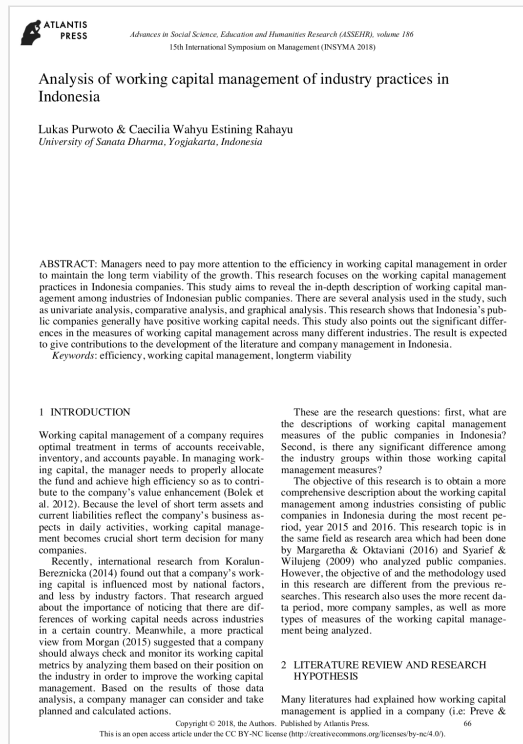 ATLANTIS
PRESS
Advances in Social Science, Education and Humanities Research (ASSEHR), volume 186
15th International Symposium on Management (INSYMA 2018)
Analysis of working capital management of industry practices in
Indonesia
Lukas Purwoto & Caecilia Wahyu Estining Rahayu
University of Sanata Dharma, Yogjakarta, Indonesia
ABSTRACT: Managers need to pay more attention to the efficiency in working capital management in order
to maintain the long term viability of the growth. This research focuses on the working capital management
practices in Indonesia companies. This study aims to reveal the in-depth description of working capital man-
agement among industries of Indonesian public companies. There are several analysis used in the study, such
as univariate analysis, comparative analysis, and graphical analysis. This research shows that Indonesia's pub-
lic companies generally have positive working capital needs. This study also points out the significant differ-
ences in the measures of working capital management across many different industries. The result is expected
to give contributions to the development of the literature and company management in Indonesia.
Keywords: efficiency, working capital management, longterm viability
1 INTRODUCTION
Working capital management of a company requires
optimal treatment in terms of accounts receivable,
inventory, and accounts payable. In managing work-
ing capital, the manager needs to properly allocate
the fund and achieve high efficiency so as to contri-
bute to the company's value enhancement (Bolek et
al. 2012). Because the level of short term assets and
current liabilities reflect the company's business as-
pects in daily activities, working capital manage-
ment becomes crucial short term decision for many
companies.
Recently, international research from Koralun-
Bereznicka (2014) found out that a company's work-
ing capital is influenced most by national factors,
and less by industry factors. That research argued
about the importance of noticing that there are dif-
ferences of working capital needs across industries
in a certain country. Meanwhile, a more practical
view from Morgan (2015) suggested that a company
should always check and monitor its working capital
metrics by analyzing them based on their position on
the industry in order to improve the working capital
management. Based on the results of those data
analysis, a company manager can consider and take
planned and calculated actions.
These are the research questions: first, what are
the descriptions of working capital management
measures of the public companies in Indonesia?
Second, is there any significant difference among
the industry groups within those working capital
management measures?
The objective of this research is to obtain a more
comprehensive description about the working capital
management among industries consisting of public
companies in Indonesia during the most recent pe-
riod, year 2015 and 2016. This research topic is in
the same field as research area which had been done
by Margaretha & Oktaviani (2016) and Syarief &
Wilujeng (2009) who analyzed public companies.
However, the objective of and the methodology used
in this research are different from the previous re-
searches. This research also uses the more recent da-
ta period, more company samples, as well as more
types of measures of the working capital manage-
ment being analyzed.
2 LITERATURE REVIEW AND RESEARCH
HYPOTHESIS
Many literatures had explained how working capital
management is applied in a company (i.e: Preve &
Copyright © 2018, the Authors. Published by Atlantis Press.
66
This is an open access article under the CC BY-NC license (http://creativecommons.org/licenses/by-nc/4.0/).